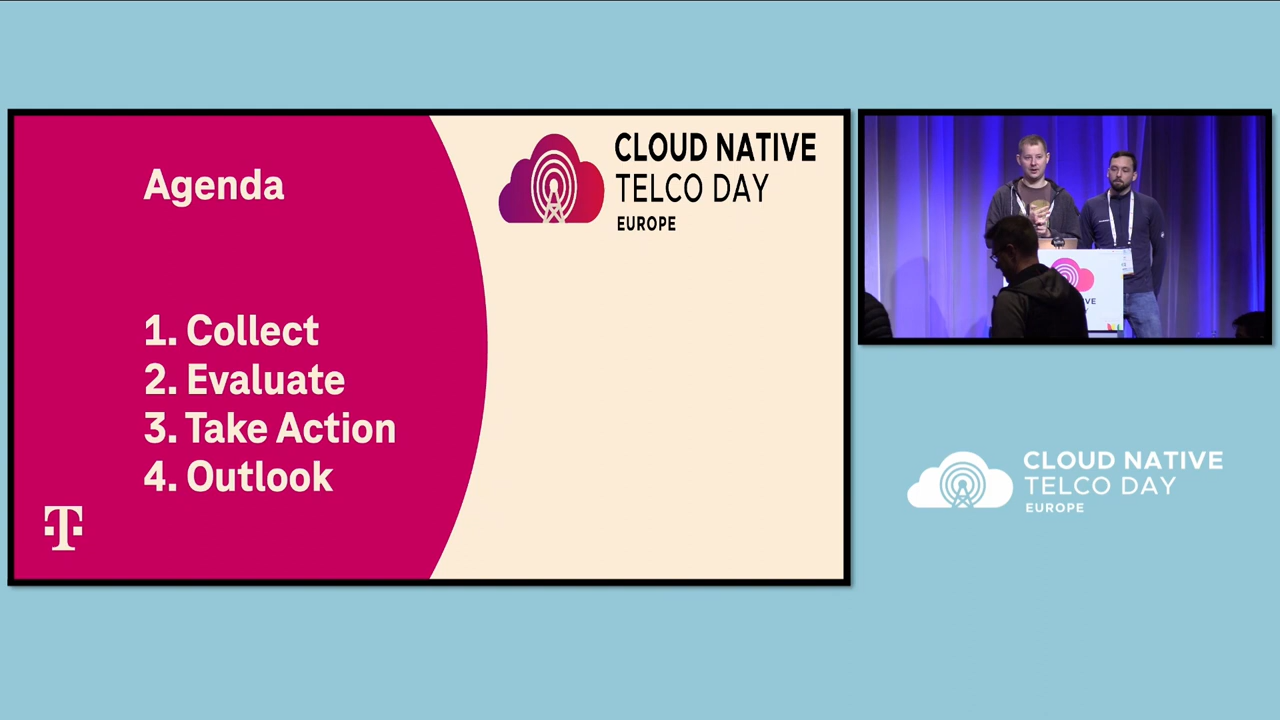 Agenda
1. Collect
2. Evaluate
3. Take Action
4. Outlook
CLOUD NATIVE
TELCO DAY
EUROPE
CLOUD NATIVE
TELCO DAY
EUROPE